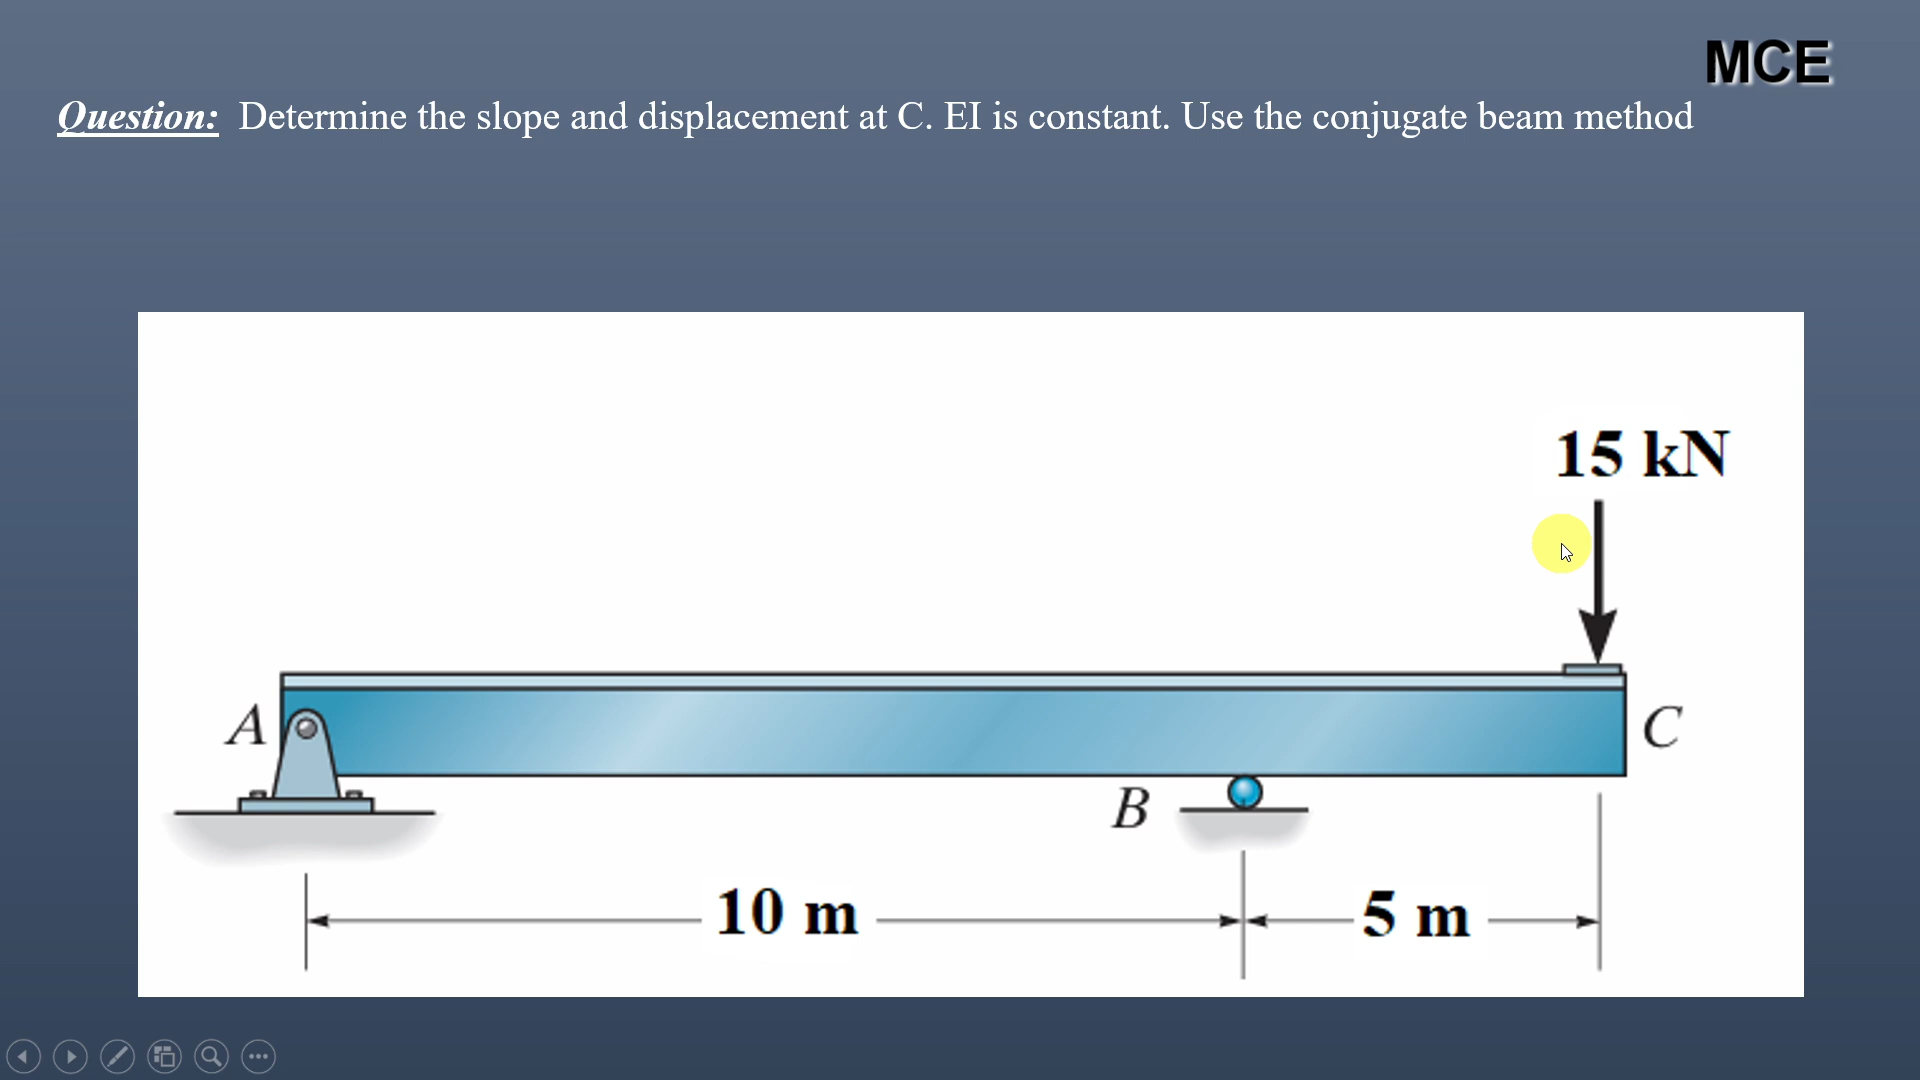 MCE
Question: Determine the slope and displacement at C. EI is constant. Use the conjugate beam method
15 kN
A
C
B
10 m
5 m